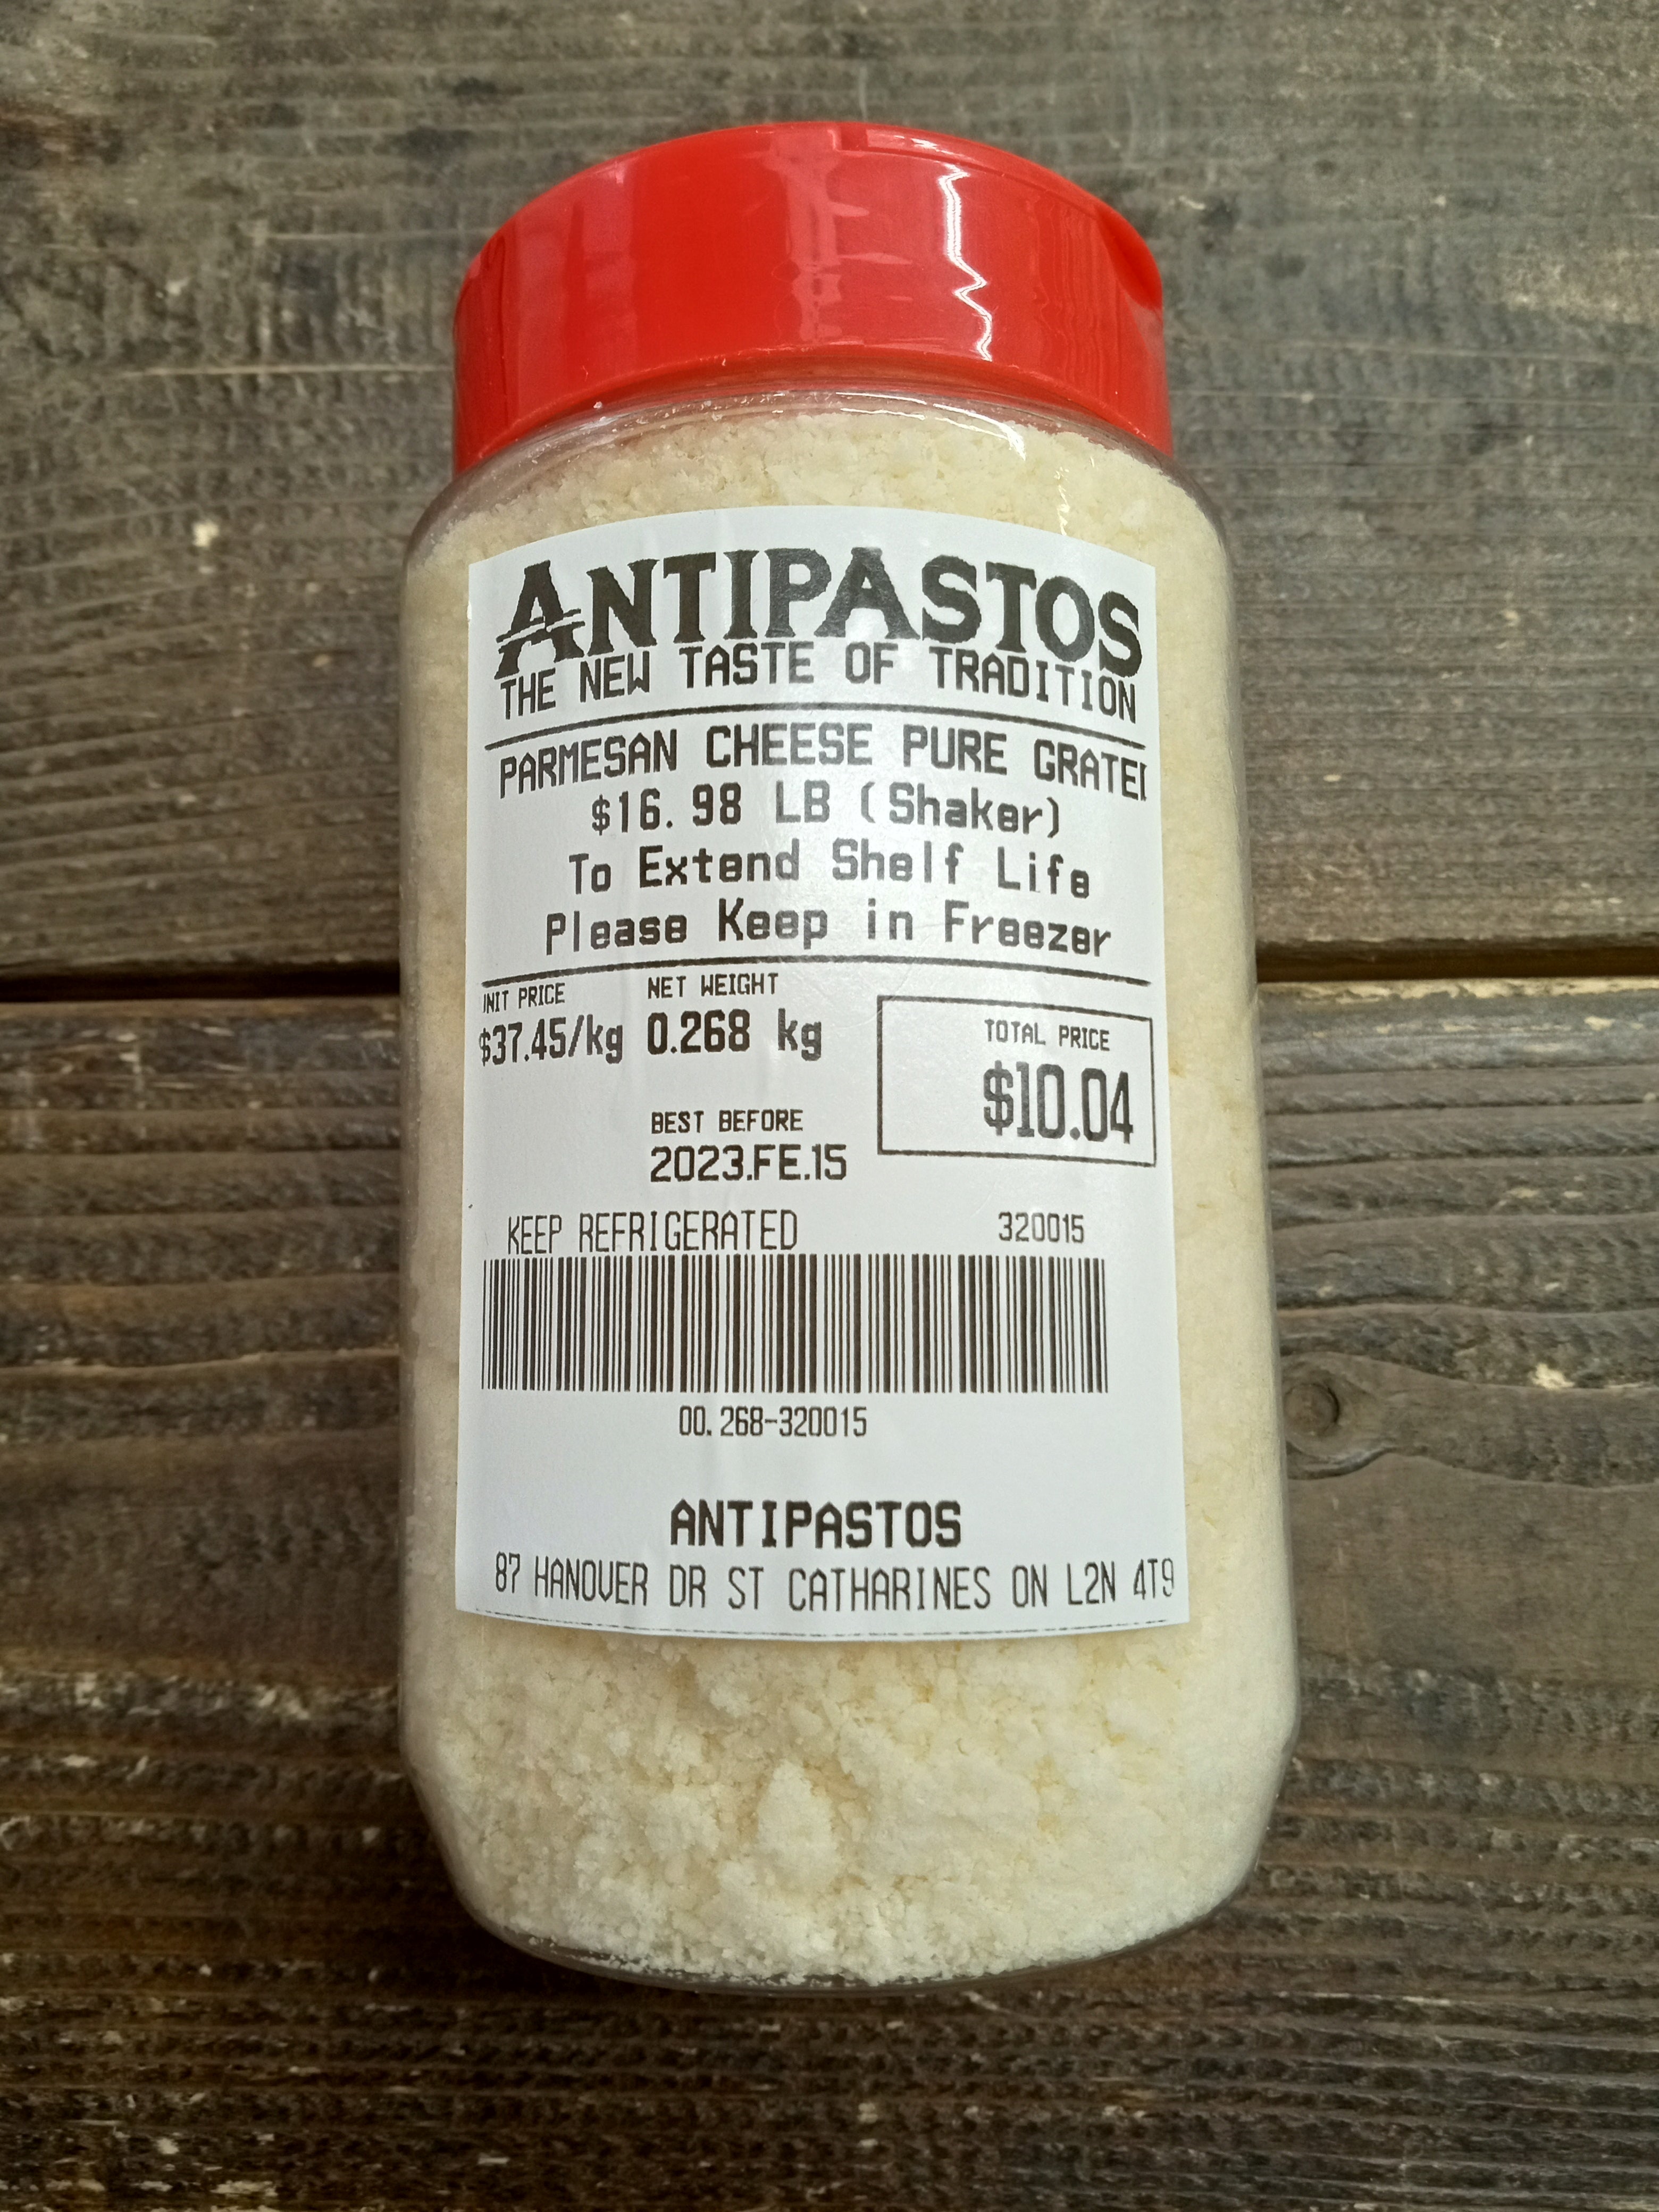 ANTIPASTOS
THE NEW TASTE OF TRADITION
PARMESAN CHEESE PURE GRATED
$16.98 LB (Shaker)
To Extend Shelf Life
Please Keep in Freezer
UNIT PRICE NET WEIGHT
$37.45/kg 0.268 kg
TOTAL PRICE
$10.04
BEST BEFORE
2023.FE.15
KEEP REFRIGERATED 320015
00.268-320015
ANTIPASTOS
87 HANOVER DR ST CATHARINES ON L2N 4T9